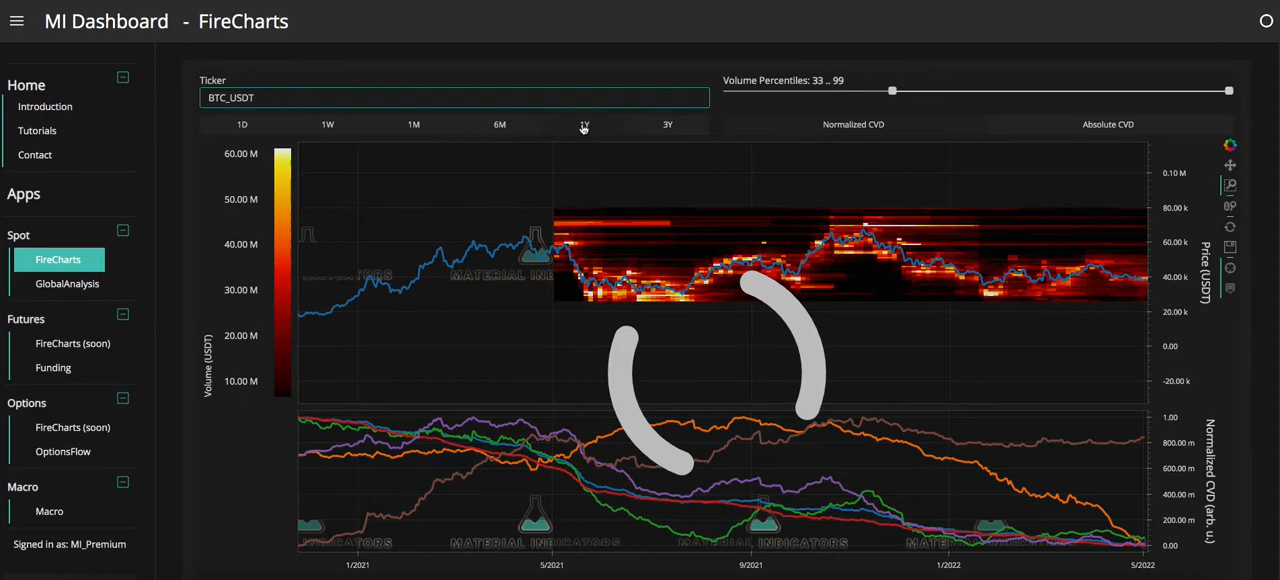 MI Dashboard - FireCharts
Home
Introduction
Tutorials
Contact
Apps
Spot
FireCharts
GlobalAnalysis
Futures
FireCharts (soon)
Funding
Options
FireCharts (soon)
OptionsFlow
Macro
Macro
Signed in as: MI_Premium
Ticker
BTC_USDT
Volume Percentiles: 33 .. 99
1D 1W 1M 6M 1Y 3Y
Normalized CVD Absolute CVD
60.00 M
50.00 M
40.00 M
30.00 M
20.00 M
10.00 M
Volume (USDT)
0.10 M
80.00 k
60.00 k
40.00 k
20.00 k
0.00
-20.00 k
Price (USDT)
MATERIAL IND
1.00
800.00 m
600.00 m
400.00 m
200.00 m
0.00
Normalized CVD (arb. u.)
MATERIAL INDICATORS
MATERIAL INDICATORS
1/2021 5/2021 9/2021 1/2022 5/2022